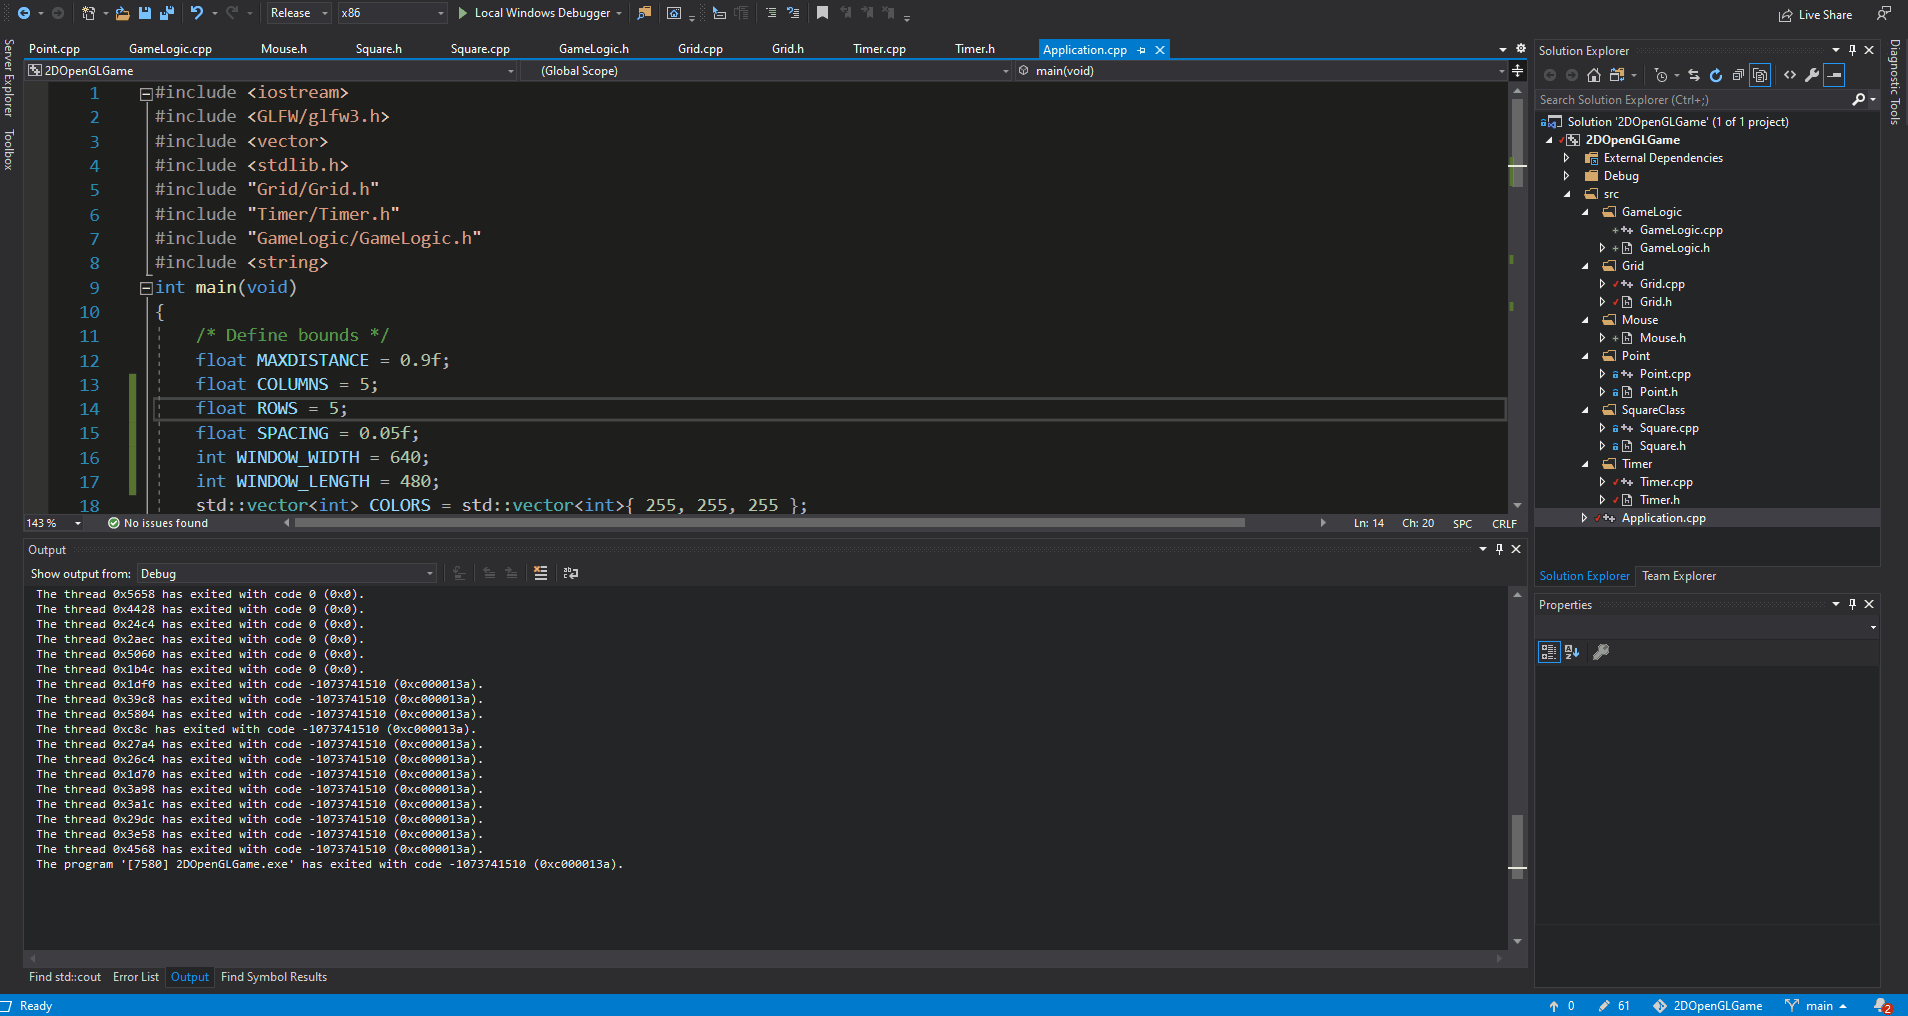 Release
x86
Local Windows Debugger
Live Share
Server Explorer
Toolbox
Point.cpp
GameLogic.cpp
Mouse.h
Square.h
Square.cpp
GameLogic.h
Grid.cpp
Grid.h
Timer.cpp
Timer.h
Application.cpp
2DOpenGLGame
(Global Scope)
main(void)
1 #include <iostream>
2 #include <GLFW/glfw3.h>
3 #include <vector>
4 #include <stdlib.h>
5 #include "Grid/Grid.h"
6 #include "Timer/Timer.h"
7 #include "GameLogic/GameLogic.h"
8 #include <string>
9 int main(void)
10 {
11 /* Define bounds */
12 float MAXDISTANCE = 0.9f;
13 float COLUMNS = 5;
14 float ROWS = 5;
15 float SPACING = 0.05f;
16 int WINDOW_WIDTH = 640;
17 int WINDOW_LENGTH = 480;
18 std::vector<int> COLORS = std::vector<int>{ 255, 255, 255 };
143 %
No issues found
Ln: 14
Ch: 20
SPC
CRLF
Output
Show output from: Debug
The thread 0x5658 has exited with code 0 (0x0).
The thread 0x4428 has exited with code 0 (0x0).
The thread 0x24c4 has exited with code 0 (0x0).
The thread 0x2aec has exited with code 0 (0x0).
The thread 0x5060 has exited with code 0 (0x0).
The thread 0x1b4c has exited with code 0 (0x0).
The thread 0x1df0 has exited with code -1073741510 (0xc000013a).
The thread 0x39c8 has exited with code -1073741510 (0xc000013a).
The thread 0x5804 has exited with code -1073741510 (0xc000013a).
The thread 0xc8c has exited with code -1073741510 (0xc000013a).
The thread 0x27a4 has exited with code -1073741510 (0xc000013a).
The thread 0x26c4 has exited with code -1073741510 (0xc000013a).
The thread 0x1d70 has exited with code -1073741510 (0xc000013a).
The thread 0x3a98 has exited with code -1073741510 (0xc000013a).
The thread 0x3a1c has exited with code -1073741510 (0xc000013a).
The thread 0x29dc has exited with code -1073741510 (0xc000013a).
The thread 0x3e58 has exited with code -1073741510 (0xc000013a).
The thread 0x4568 has exited with code -1073741510 (0xc000013a).
The program '[7580] 2DOpenGLGame.exe' has exited with code -1073741510 (0xc000013a).
Find std::cout
Error List
Output
Find Symbol Results
Solution Explorer
Search Solution Explorer (Ctrl+;)
Solution '2DOpenGLGame' (1 of 1 project)
2DOpenGLGame
External Dependencies
Debug
src
GameLogic
GameLogic.cpp
GameLogic.h
Grid
Grid.cpp
Grid.h
Mouse
Mouse.h
Point
Point.cpp
Point.h
SquareClass
Square.cpp
Square.h
Timer
Timer.cpp
Timer.h
Application.cpp
Solution Explorer
Team Explorer
Properties
Diagnostic Tools
Ready
0
61
2DOpenGLGame
main
2